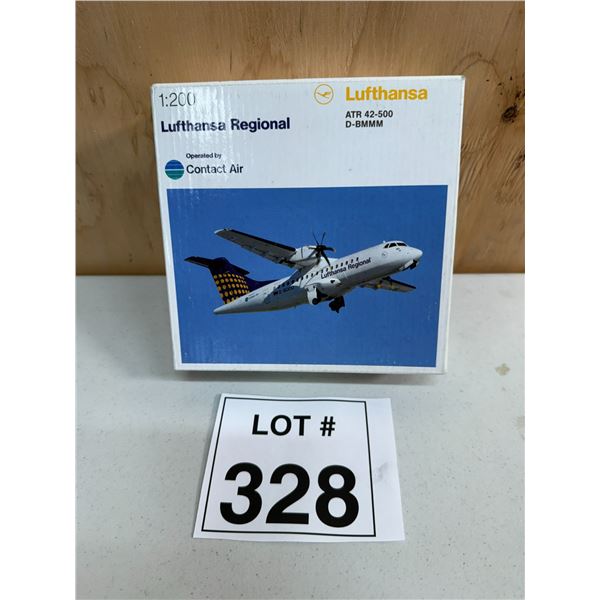 1:200
Lufthansa
Lufthansa Regional
ATR 42-500
D-BMMM
Operated by
Contact Air
Lufthansa Regional
LOT #
328